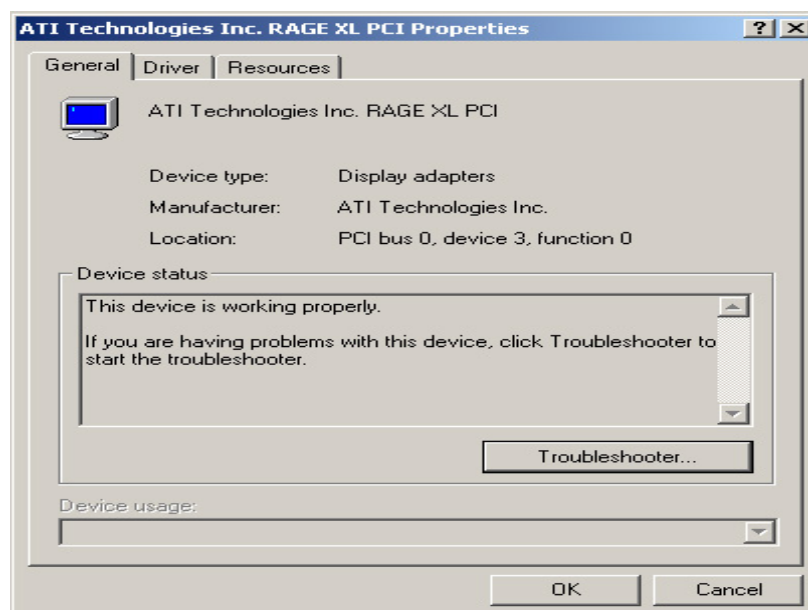 ATI Technologies Inc. RAGE XL PCI Properties
General Driver Resources
ATI Technologies Inc. RAGE XL PCI
Device type: Display adapters
Manufacturer: ATI Technologies Inc.
Location: PCI bus 0, device 3, function 0
Device status
This device is working properly.
If you are having problems with this device, click Troubleshooter to
start the troubleshooter.
Troubleshooter...
Device usage:
OK Cancel